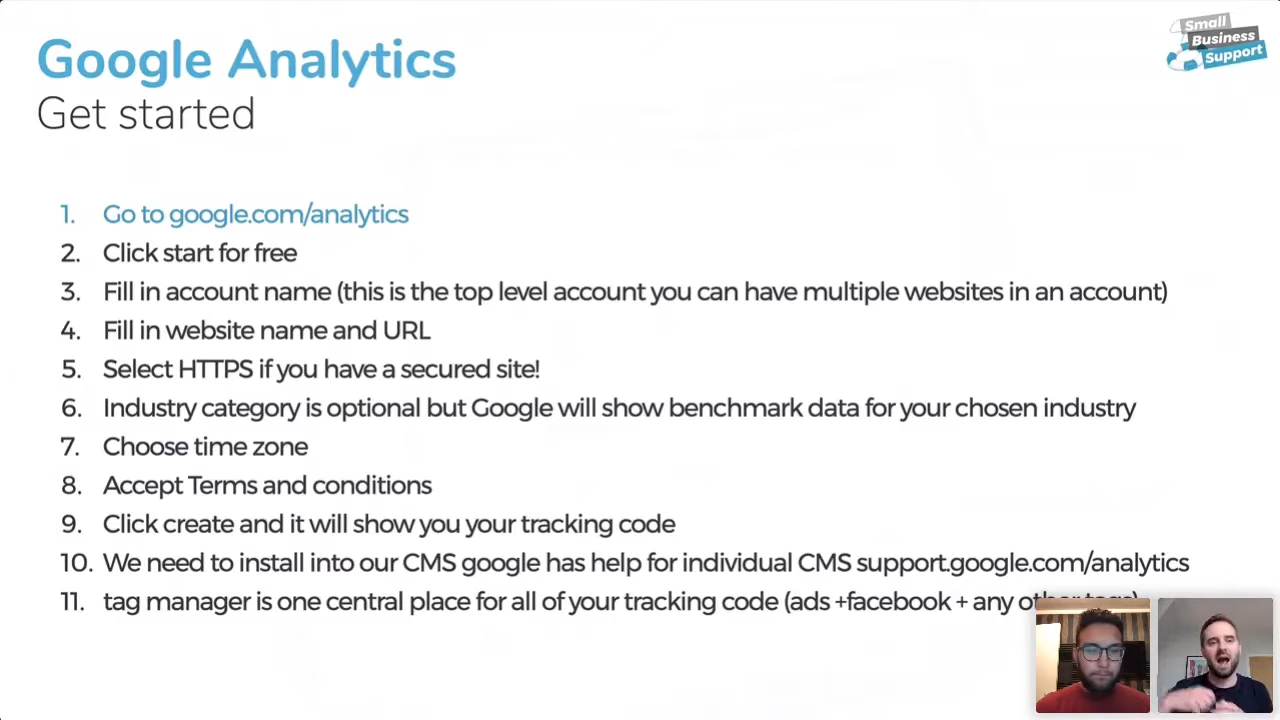 Google Analytics
Get started
Small
Business
Support
1. Go to google.com/analytics
2. Click start for free
3. Fill in account name (this is the top level account you can have multiple websites in an account)
4. Fill in website name and URL
5. Select HTTPS if you have a secured site!
6. Industry category is optional but Google will show benchmark data for your chosen industry
7. Choose time zone
8. Accept Terms and conditions
9. Click create and it will show you your tracking code
10. We need to install into our CMS google has help for individual CMS support.google.com/analytics
11. tag manager is one central place for all of your tracking code (ads +facebook + any